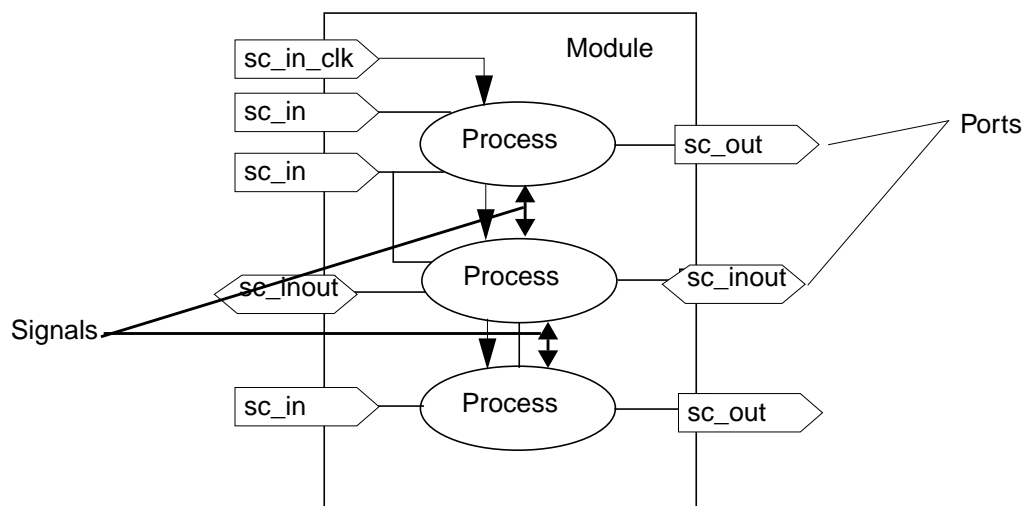 sc_in_clk
Module
sc_in
Process
Ports
sc_out
sc_in
Process
sc_inout
sc_inout
Signals
sc_in
Process
sc_out